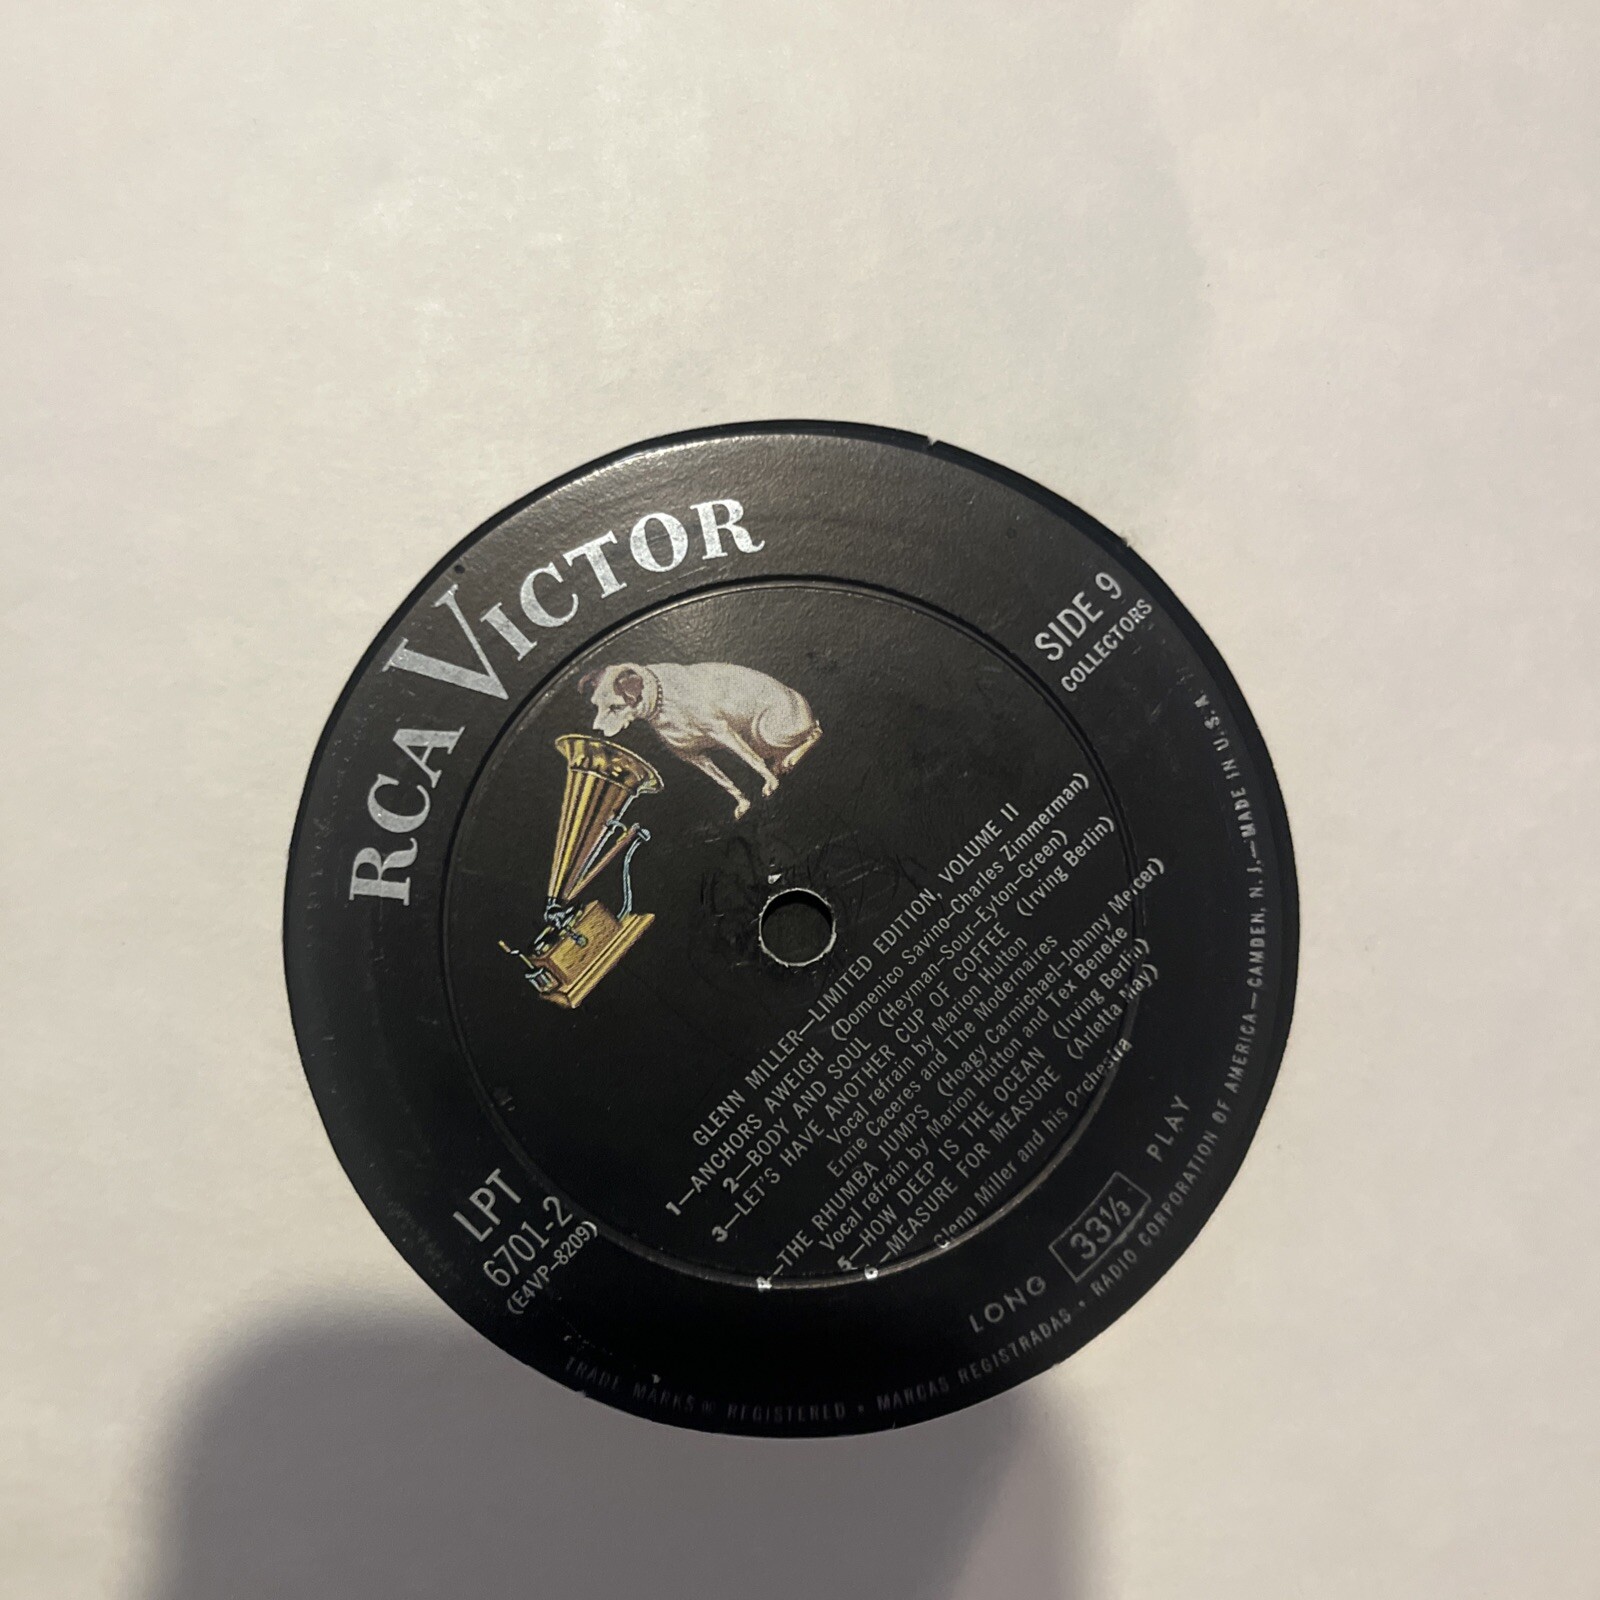 RCA VICTOR
SIDE 9
COLLECTORS
LPT
6701-2
(E4VP-8209)
GLENN MILLER—LIMITED EDITION, VOLUME II
1—ANCHORS AWEIGH (Domenico Savino—Charles Zimmerman)
2—BODY AND SOUL (Heyman—Sour—Eyton—Green)
3—LET'S HAVE ANOTHER CUP OF COFFEE (Irving Berlin)
Vocal refrain by Marion Hutton
Ernie Caceres and The Modernaires
4—THE RHUMBA JUMPS (Hoagy Carmichael—Johnny Mercer)
Vocal refrain by Marion Hutton and Tex Beneke
5—HOW DEEP IS THE OCEAN (Irving Berlin)
6—MEASURE FOR MEASURE (Arletta May)
Glenn Miller and his Orchestra
LONG 33⅓ PLAY
TRADE MARKS ® REGISTERED • MARCAS REGISTRADAS • RADIO CORPORATION OF AMERICA—CAMDEN, N. J.—MADE IN U.S.A.